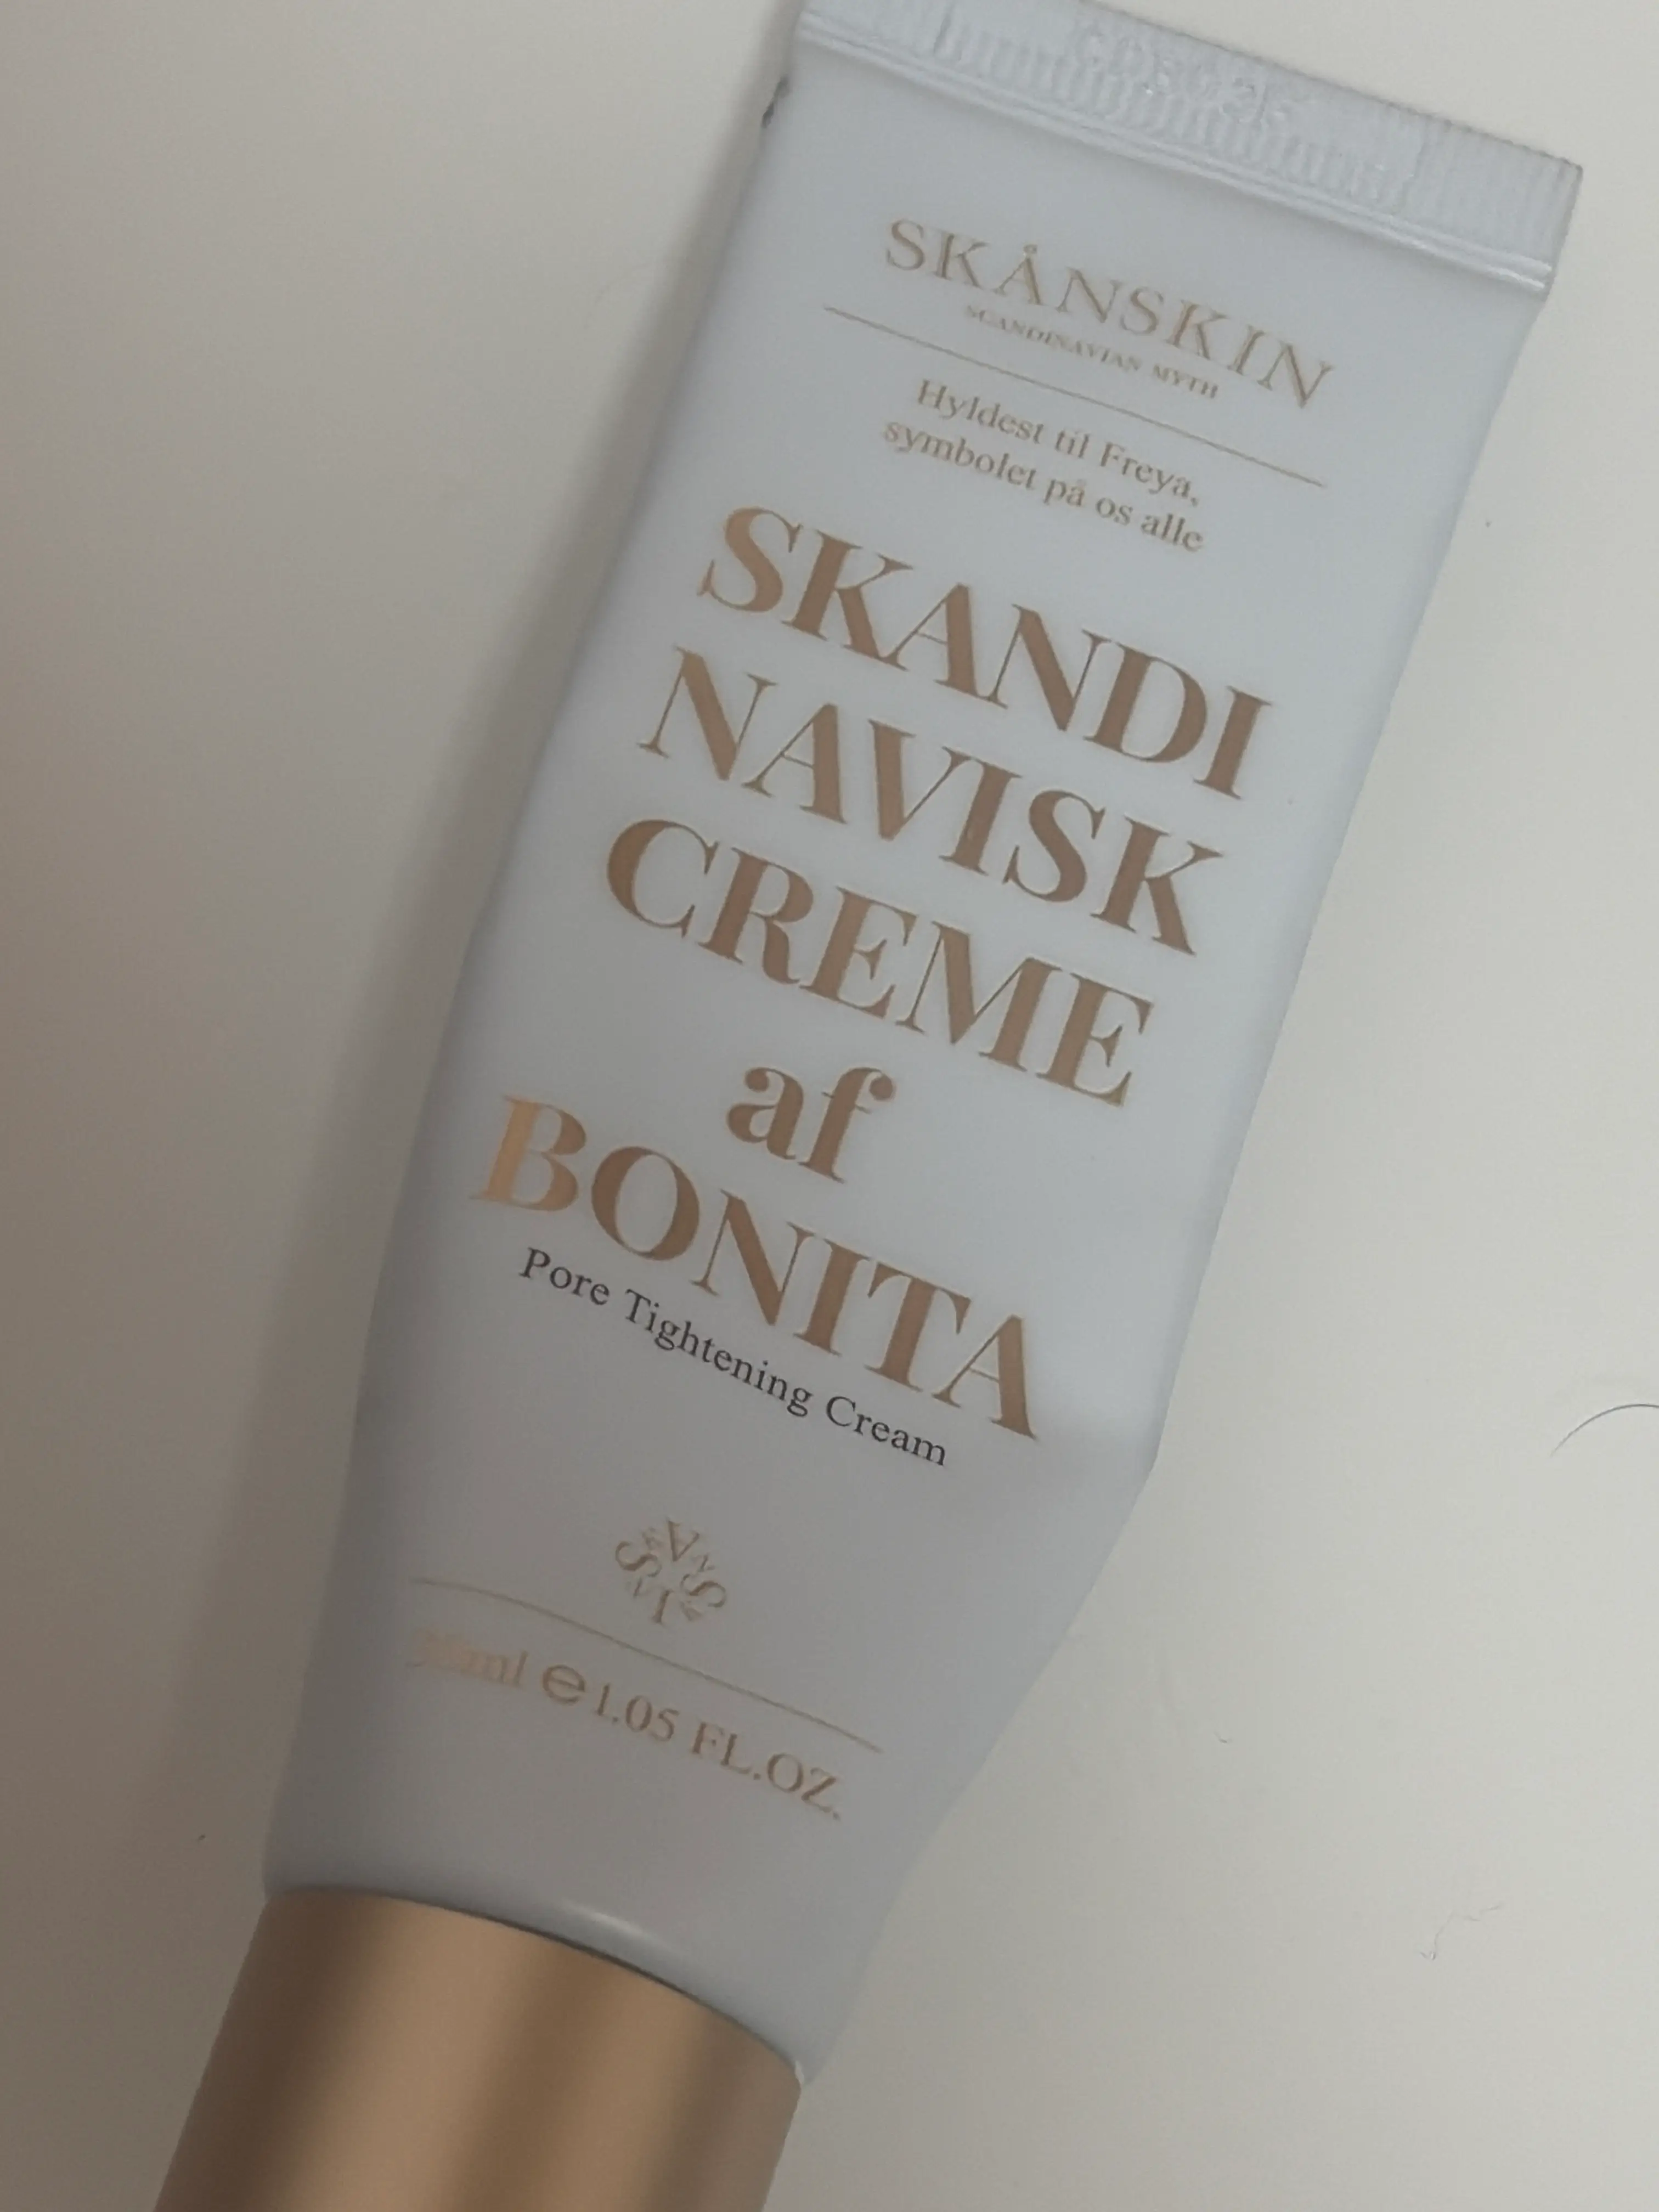 SKÅNSKIN
SCANDINAVIAN MYTH
Hyldest til Freya,
symbolet på os alle
SKANDI
NAVISK
CREME
af
BONITA
Pore Tightening Cream
℮ 1.05 FL.OZ.